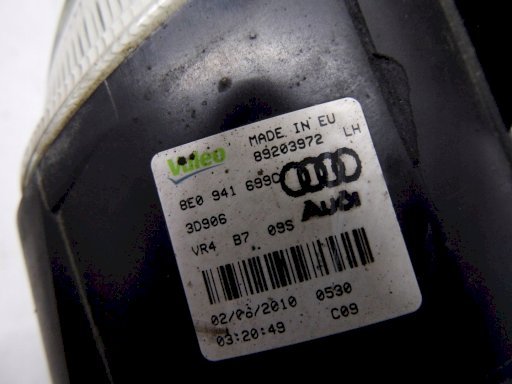 Valeo MADE IN EU
89203972 LH
8E0 941 699C
3D906 Audi
VR4 B7 09S
02/06/2010 0530
03:20:49 C09